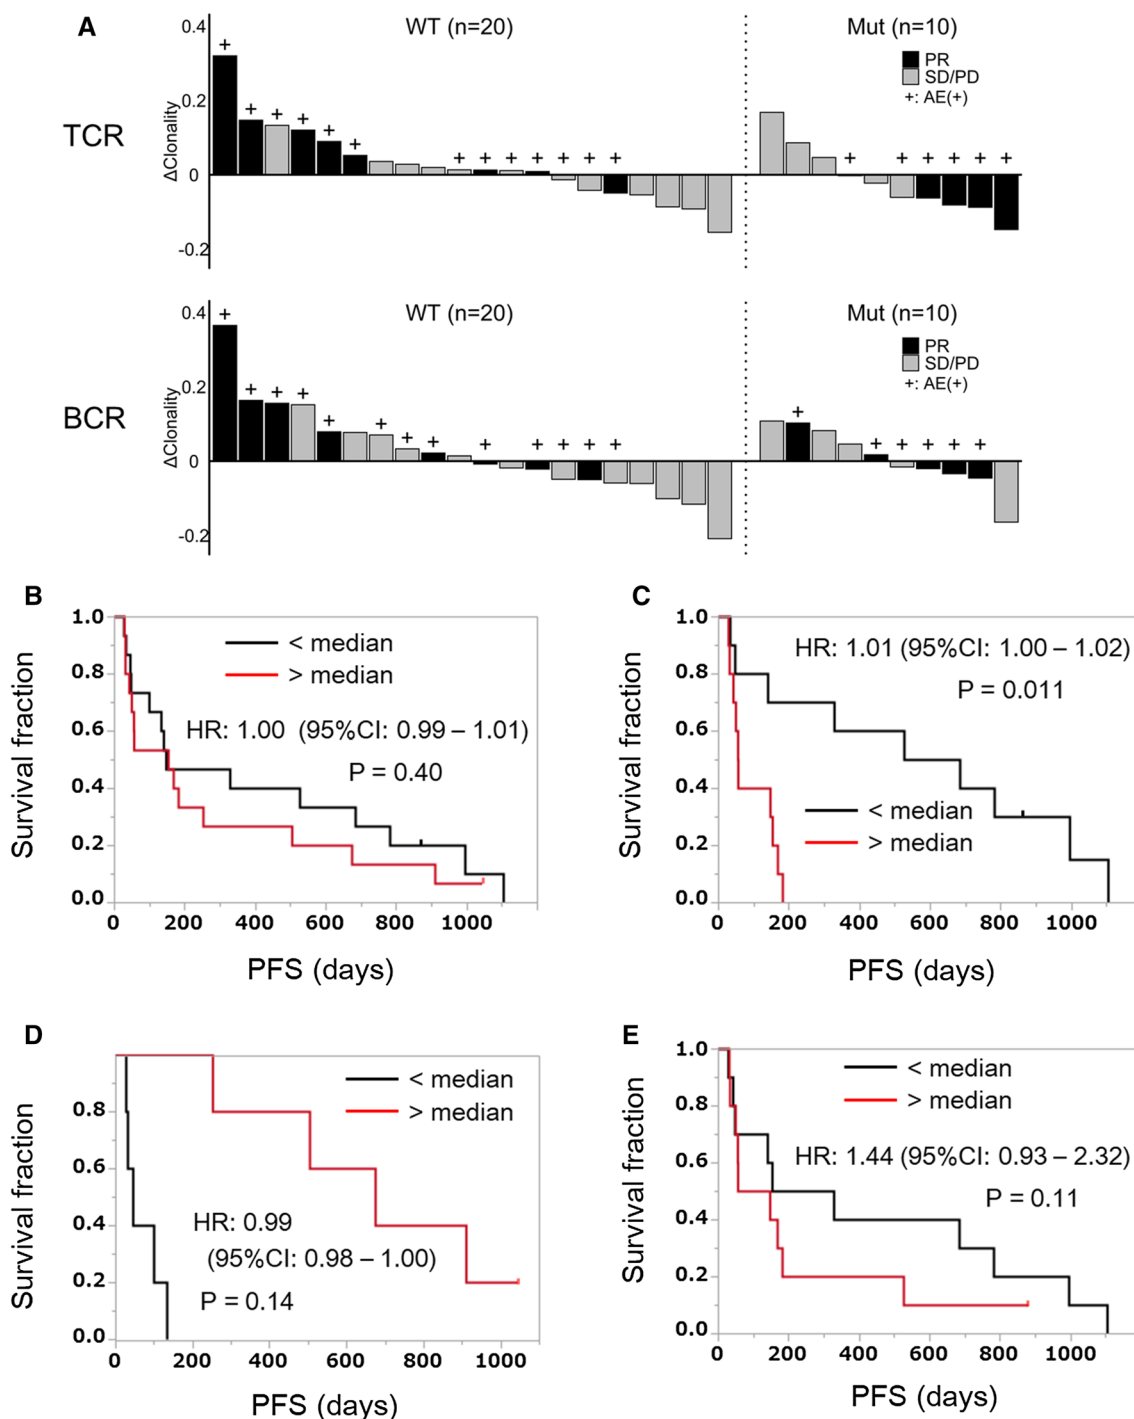 A
0.4
WT (n=20)
Mut (n=10)
+
PR
SD/PD
+: AE(+)
0.2
+ + + + +
TCR
ΔClonality
+ + + + + + + + + + + + +
0
-0.2
0.4
WT (n=20)
Mut (n=10)
+
PR
SD/PD
+: AE(+)
0.2
+ + + + + + + +
BCR
ΔClonality
+ + + + + + + + + +
0
-0.2
B
1.0
< median
> median
0.8
HR: 1.00 (95%CI: 0.99 – 1.01)
0.6
P = 0.40
0.4
0.2
0.0
Survival fraction
0 200 400 600 800 1000
PFS (days)
C
1.0
HR: 1.01 (95%CI: 1.00 – 1.02)
P = 0.011
0.8
0.6
0.4
< median
> median
0.2
0.0
Survival fraction
0 200 400 600 800 1000
PFS (days)
D
< median
> median
0.8
0.6
0.4
HR: 0.99
(95%CI: 0.98 – 1.00)
0.2
P = 0.14
0.0
Survival fraction
0 200 400 600 800 1000
PFS (days)
E
1.0
< median
> median
0.8
HR: 1.44 (95%CI: 0.93 – 2.32)
0.6
P = 0.11
0.4
0.2
0.0
Survival fraction
0 200 400 600 800 1000
PFS (days)